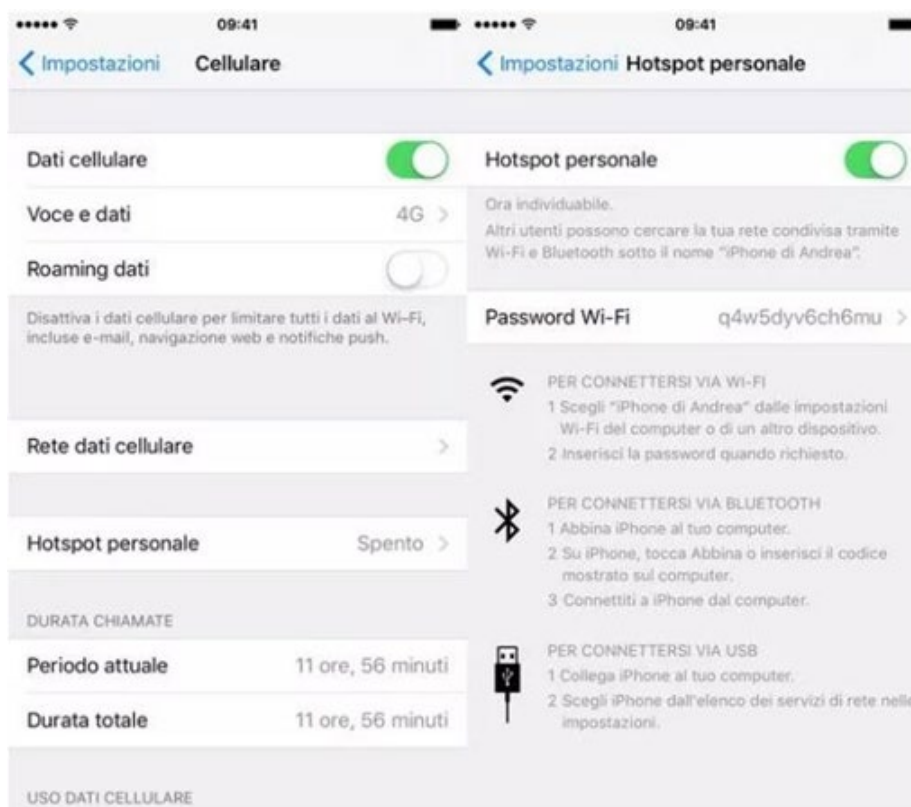 09:41
Impostazioni
Cellulare
Dati cellulare
Voce e dati
4G
Roaming dati
Disattiva i dati cellulare per limitare tutti i dati al Wi-Fi,
incluse e-mail, navigazione web e notifiche push.
Rete dati cellulare
Hotspot personale
Spento
DURATA CHIAMATE
Periodo attuale
11 ore, 56 minuti
Durata totale
11 ore, 56 minuti
USO DATI CELLULARE
09:41
Impostazioni
Hotspot personale
Hotspot personale
Ora individuabile.
Altri utenti possono cercare la tua rete condivisa tramite
Wi-Fi e Bluetooth sotto il nome "iPhone di Andrea".
Password Wi-Fi
q4w5dyv6ch6mu
PER CONNETTERSI VIA WI-FI
1 Scegli "iPhone di Andrea" dalle impostazioni
Wi-Fi del computer o di un altro dispositivo.
2 Inserisci la password quando richiesto.
PER CONNETTERSI VIA BLUETOOTH
1 Abbina iPhone al tuo computer.
2 Su iPhone, tocca Abbina o inserisci il codice
mostrato sul computer.
3 Connettiti a iPhone dal computer.
PER CONNETTERSI VIA USB
1 Collega iPhone al tuo computer.
2 Scegli iPhone dall'elenco dei servizi di rete nelle
impostazioni.